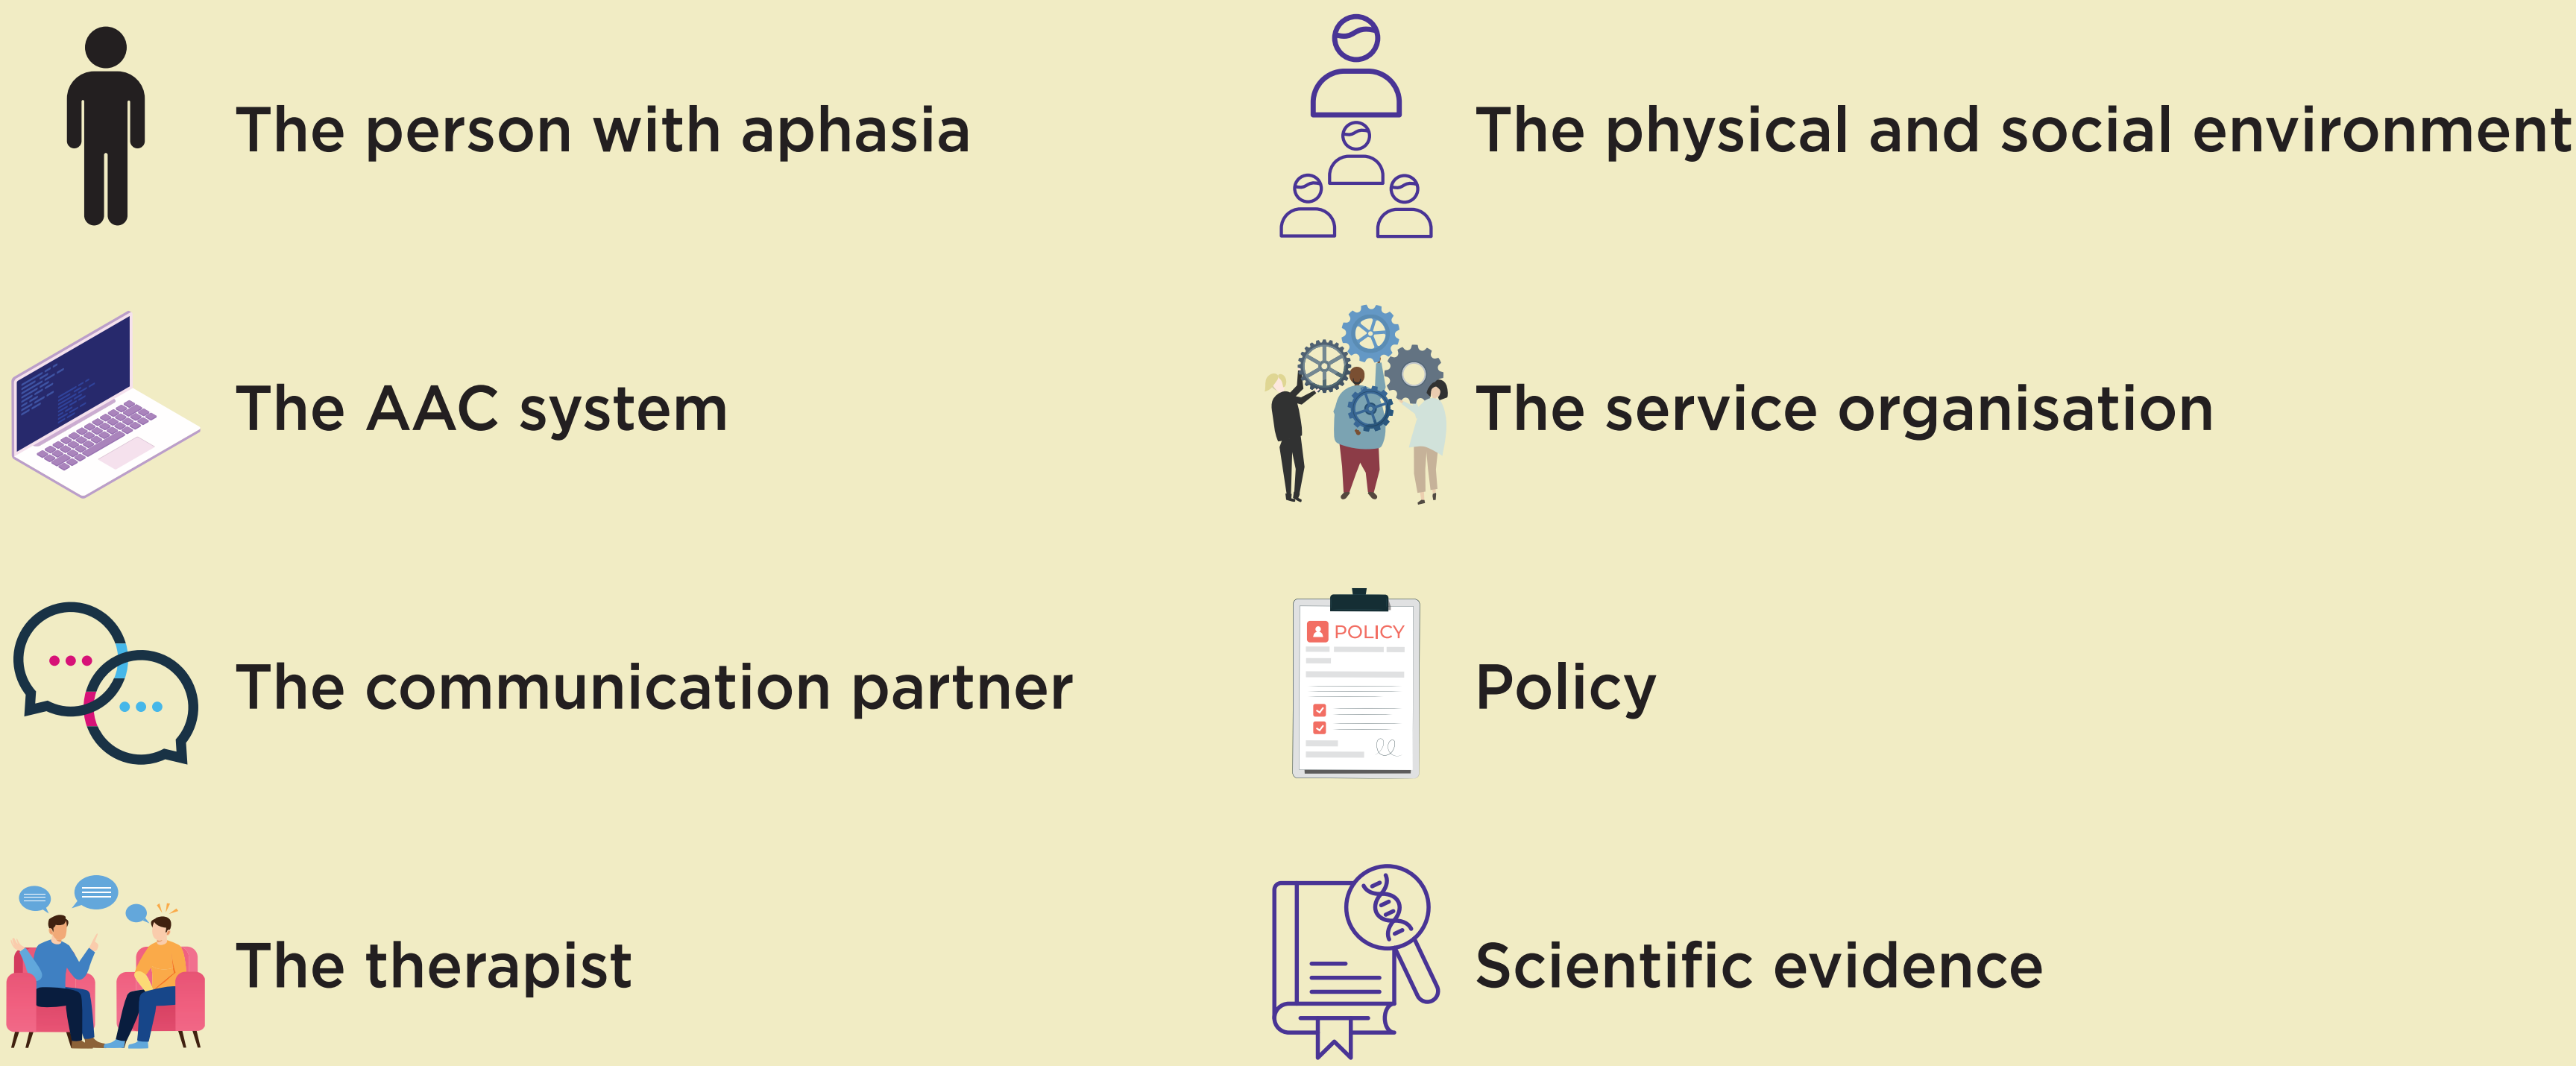 The person with aphasia
The AAC system
The communication partner
The therapist
The physical and social environment
The service organisation
POLICY
Policy
Scientific evidence